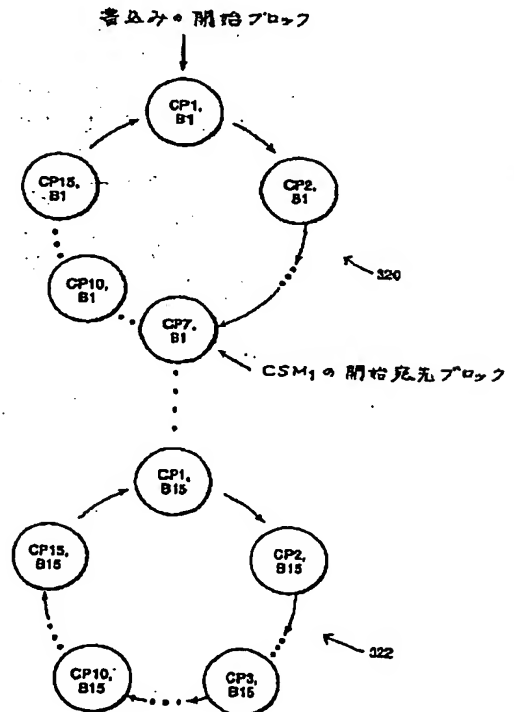 書込みの開始ブロック
CP1,
B1
CP15,
B1
CP2,
B1
CP10,
B1
320
CP7,
B1
CSM1の開始宛先ブロック
CP1,
B15
CP15,
B15
CP2,
B15
322
CP10,
B15
CP3,
B15